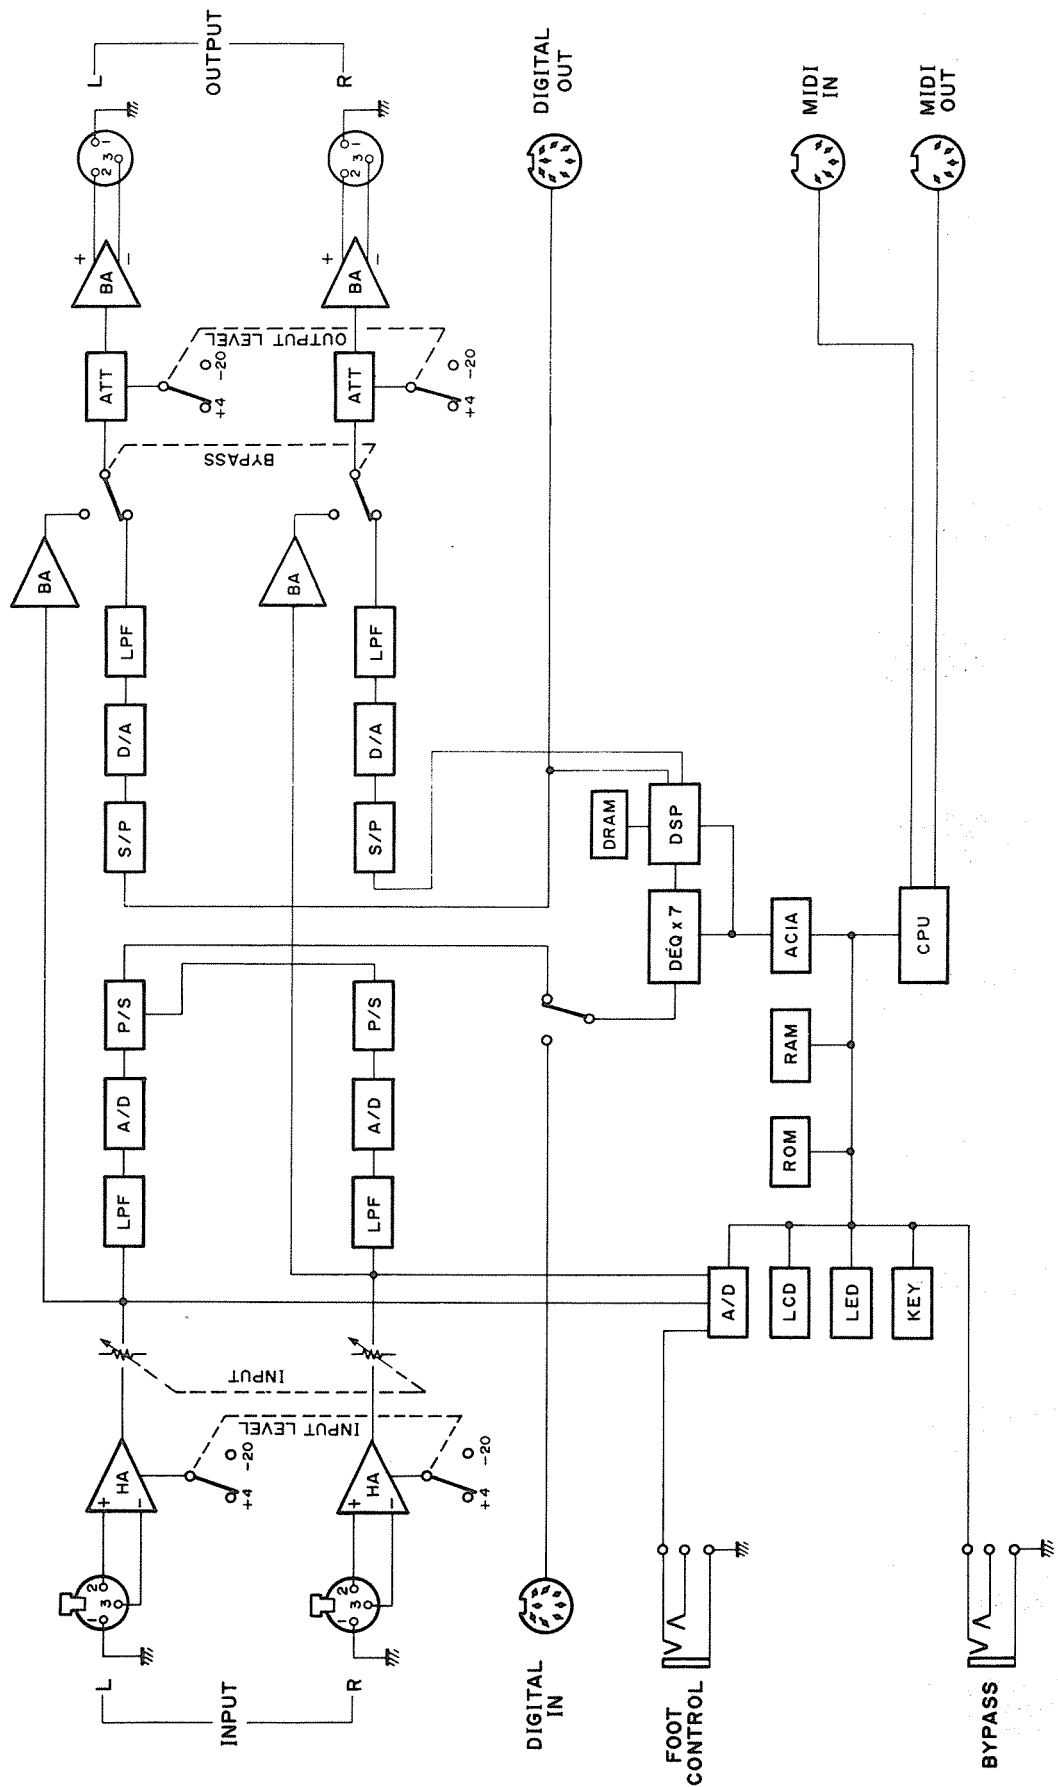 INPUT
L
R
1
2
3
+
-
HA
INPUT LEVEL
+4
-20
INPUT
LPF
A/D
P/S
S/P
D/A
LPF
BA
BYPASS
ATT
OUTPUT LEVEL
+4
-20
BA
+
-
2
3
1
L
OUTPUT
R
1
2
3
+
-
HA
+4
-20
LPF
A/D
P/S
S/P
D/A
LPF
BA
ATT
+4
-20
BA
+
-
2
3
1
DIGITAL
IN
DIGITAL
OUT
DRAM
DSP
DEQ x 7
FOOT
CONTROL
A/D
LCD
LED
KEY
ROM
RAM
ACIA
CPU
MIDI
IN
MIDI
OUT
BYPASS